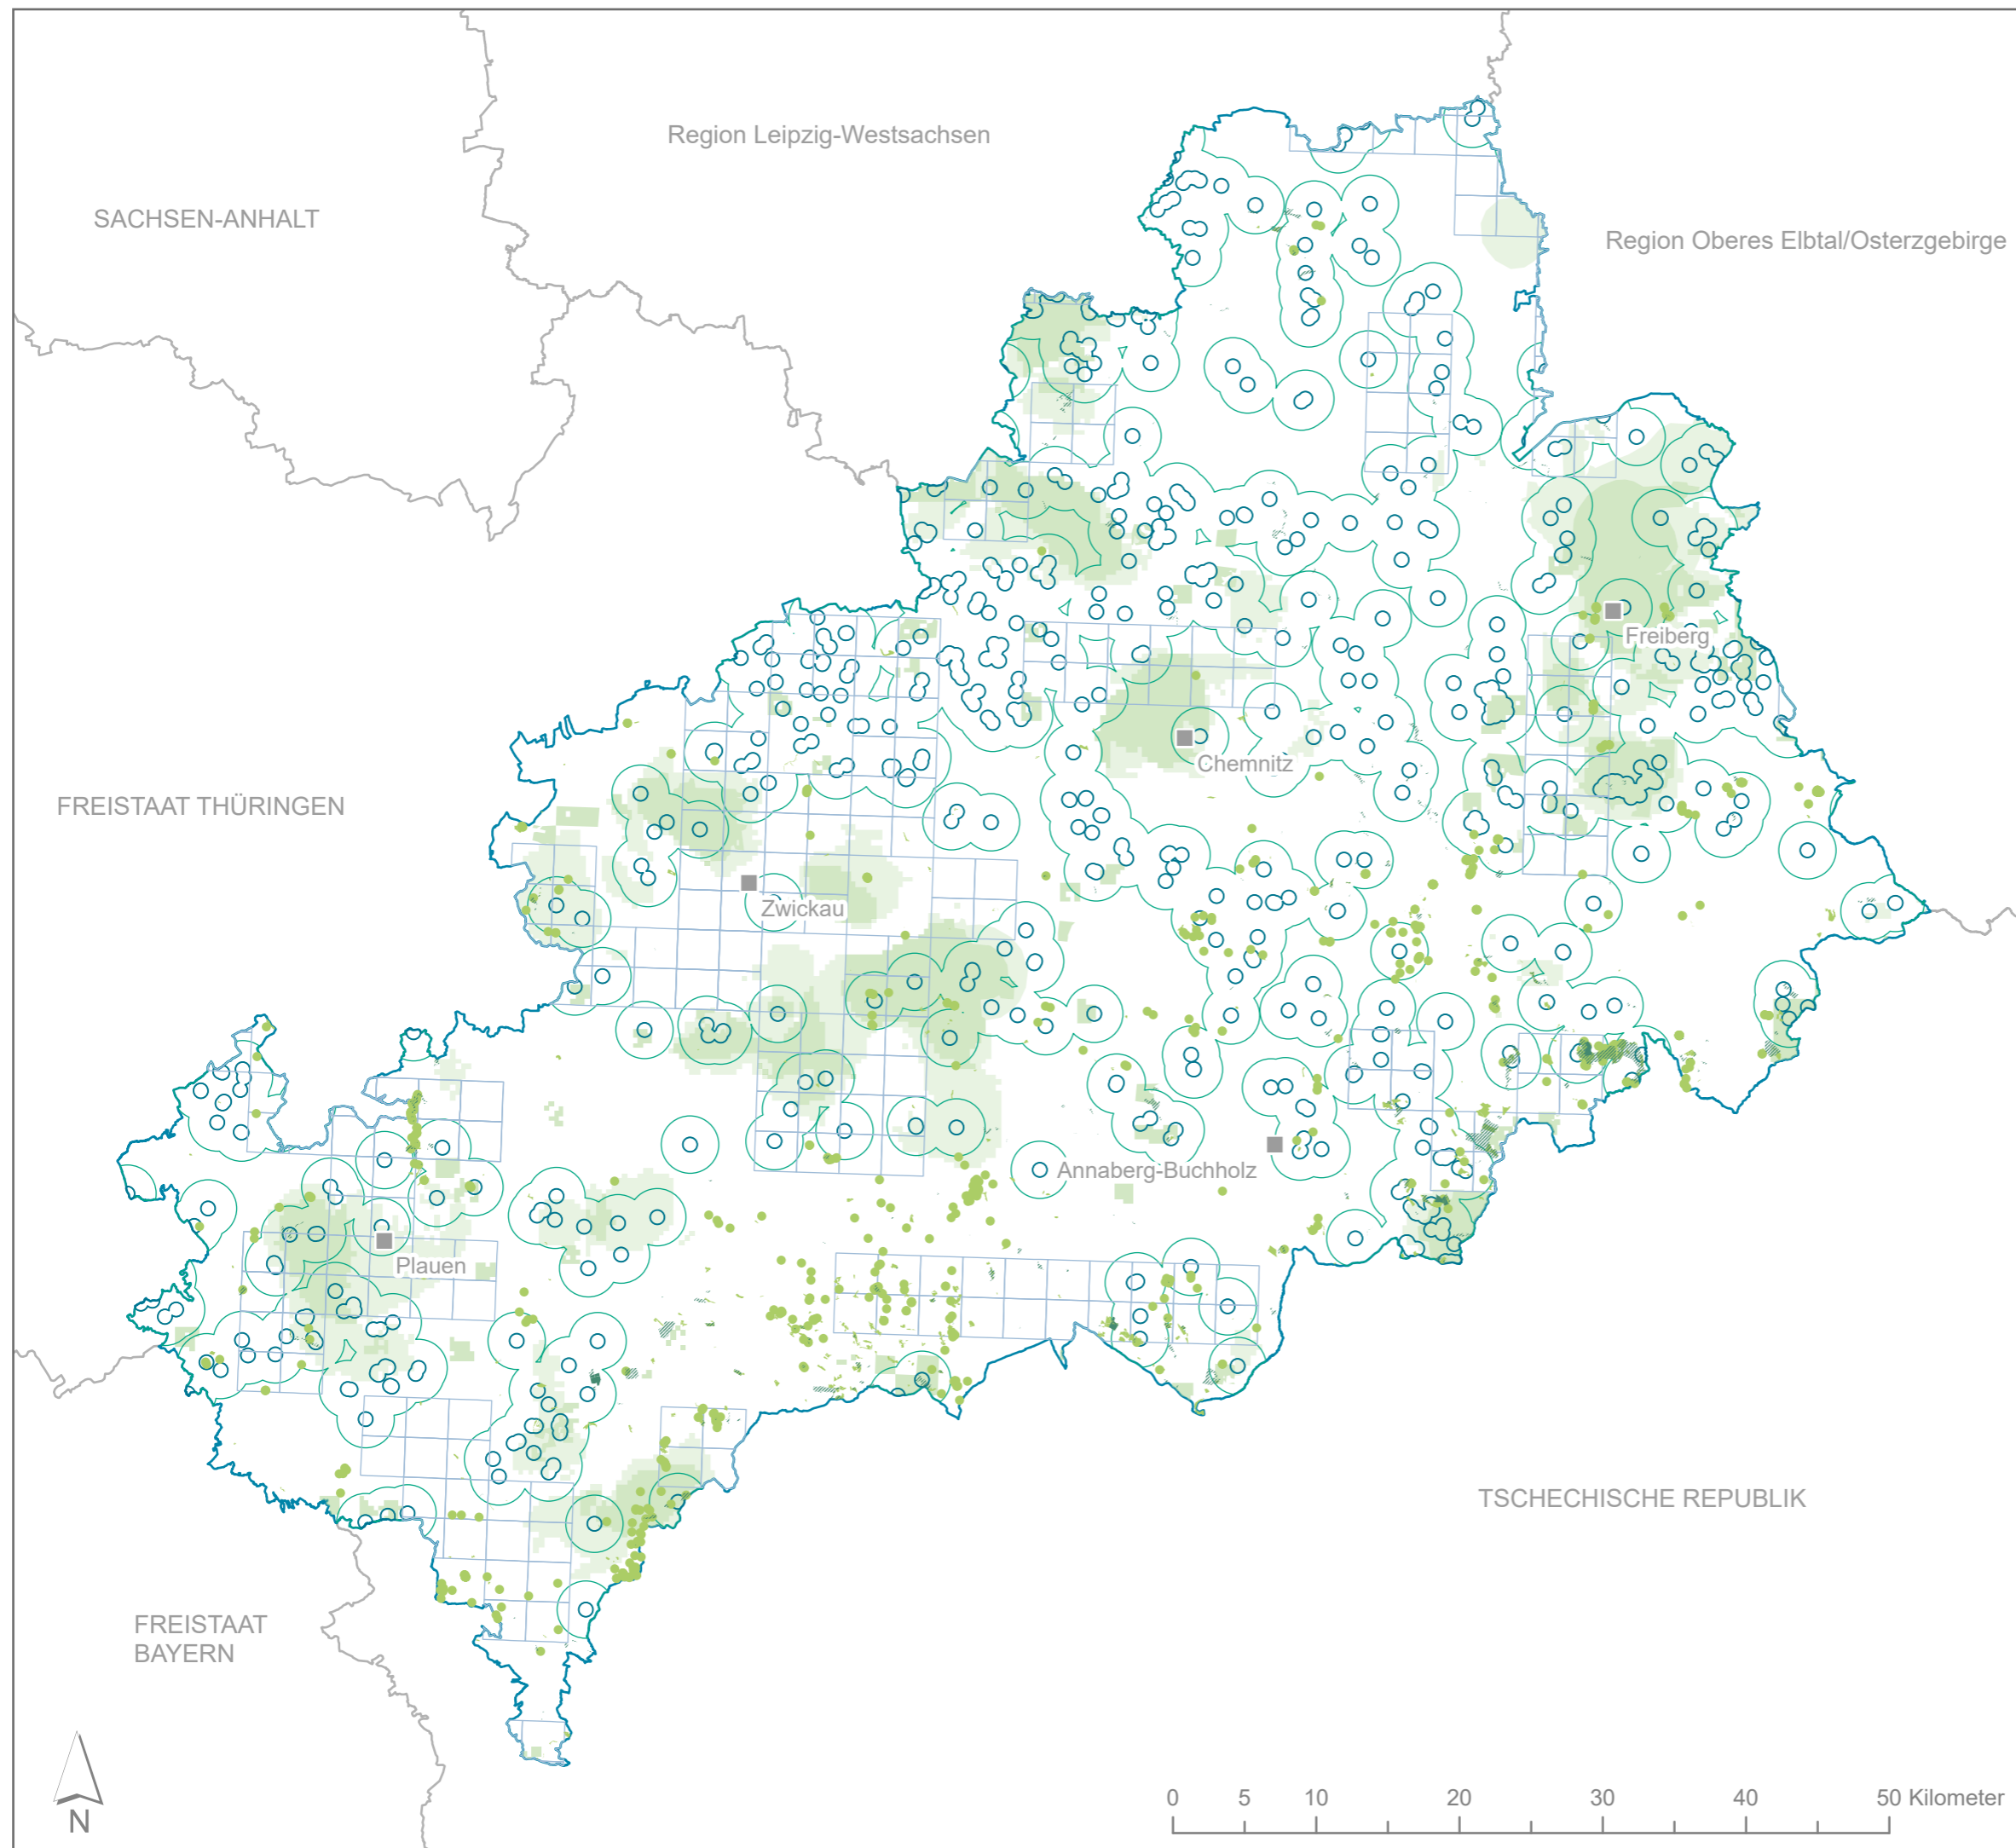 Region Leipzig-Westsachsen
SACHSEN-ANHALT
Region Oberes Elbtal/Osterzgebirge
Freiberg
Chemnitz
FREISTAAT THÜRINGEN
Zwickau
Annaberg-Buchholz
Plauen
TSCHECHISCHE REPUBLIK
FREISTAAT
BAYERN
N
0 5 10 20 30 40 50 Kilometer